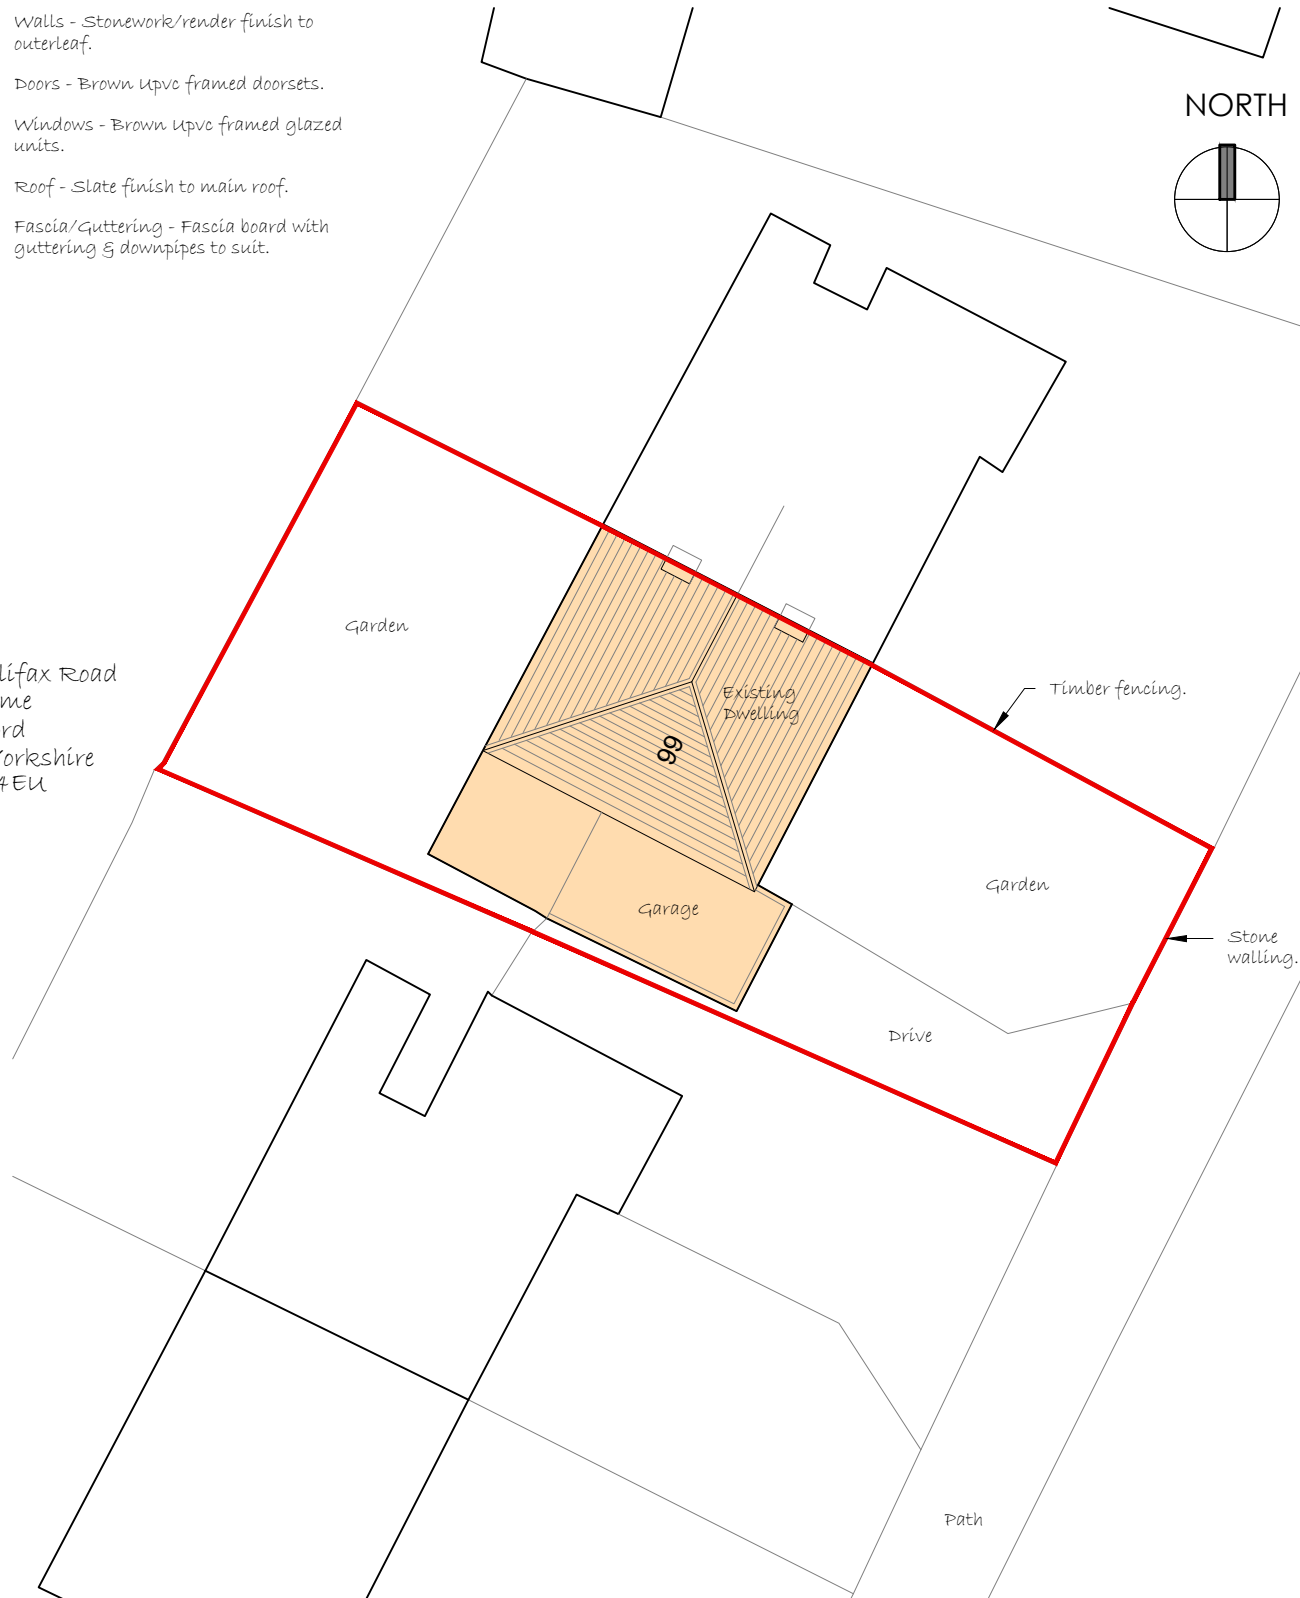 Walls - Stonework/render finish to
outerleaf.
Doors - Brown Upvc framed doorsets.
Windows - Brown Upvc framed glazed
units.
Roof - Slate finish to main roof.
Fascia/Guttering - Fascia board with
guttering & downpipes to suit.
NORTH
lifax Road
me
rd
Yorkshire
4EU
Garden
Existing
Dwelling
99
Timber fencing.
Garage
Garden
Stone
walling.
Drive
Path